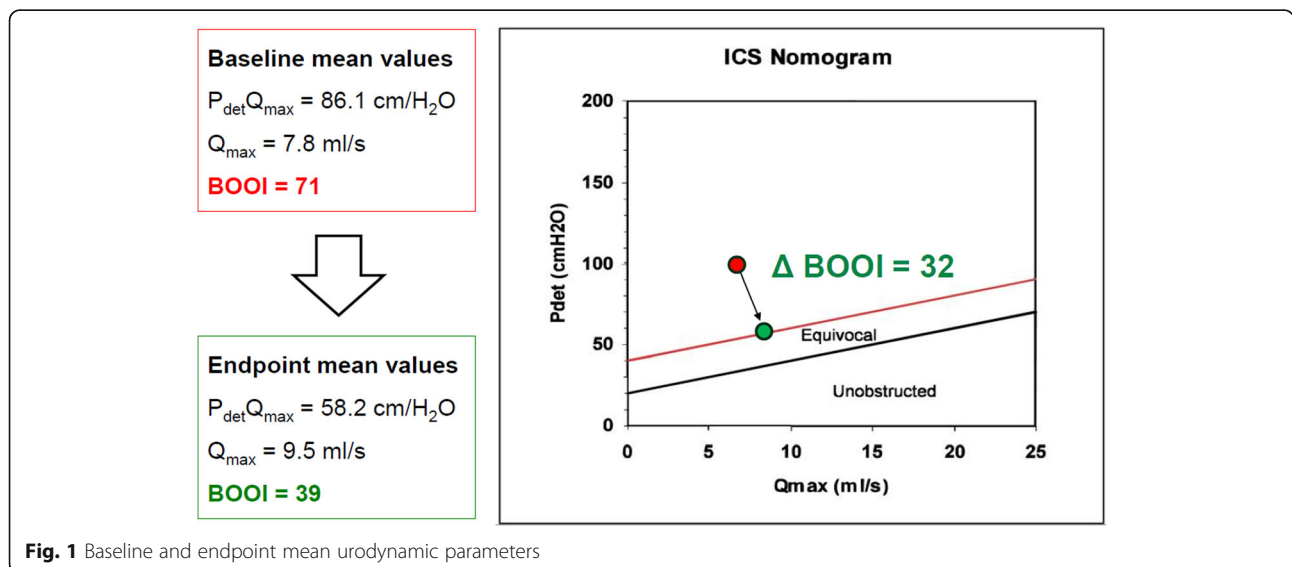 Baseline mean values
PdetQmax = 86.1 cm/H2O
Qmax = 7.8 ml/s
BOOI = 71
Endpoint mean values
PdetQmax = 58.2 cm/H2O
Qmax = 9.5 ml/s
BOOI = 39
ICS Nomogram
Pdet (cmH2O)
200
150
100
50
0
Δ BOOI = 32
Equivocal
Unobstructed
0 5 10 15 20 25
Qmax (ml/s)
Fig. 1 Baseline and endpoint mean urodynamic parameters